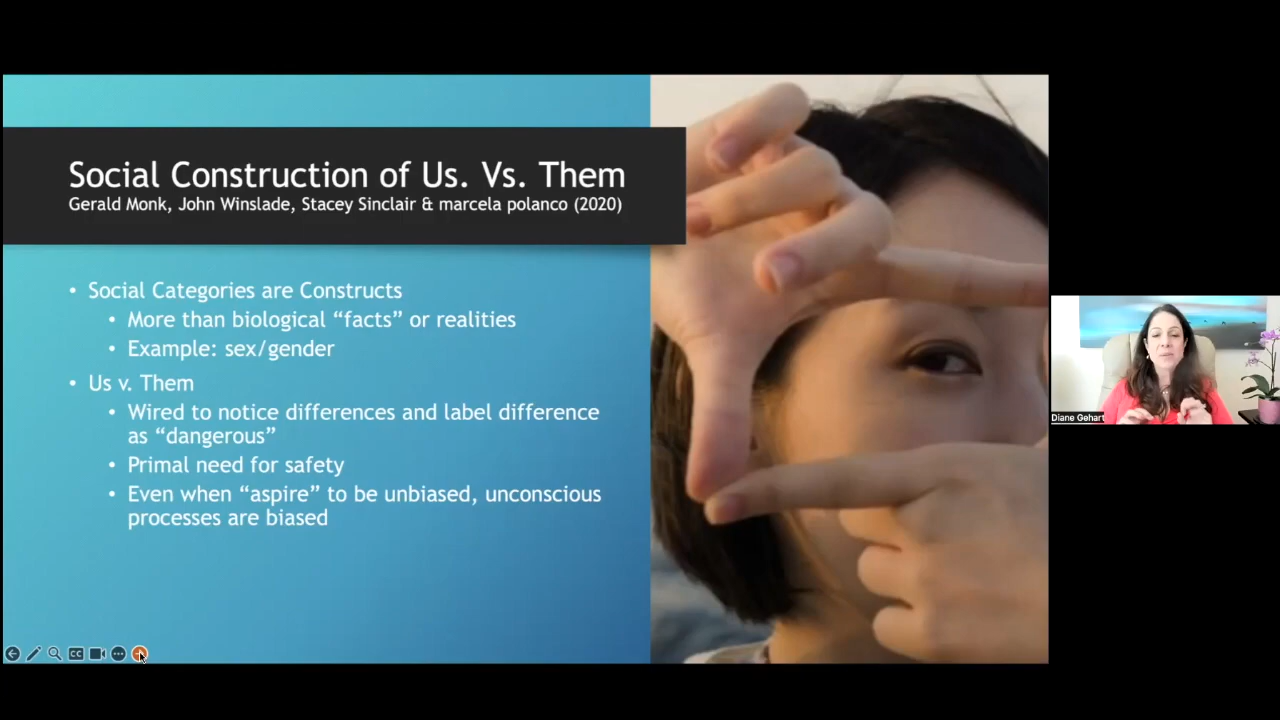 Social Construction of Us. Vs. Them
Gerald Monk, John Winslade, Stacey Sinclair & marcela polanco (2020)
• Social Categories are Constructs
• More than biological “facts” or realities
• Example: sex/gender
• Us v. Them
• Wired to notice differences and label difference
as “dangerous”
• Primal need for safety
• Even when “aspire” to be unbiased, unconscious
processes are biased
CC
Diane Gehart